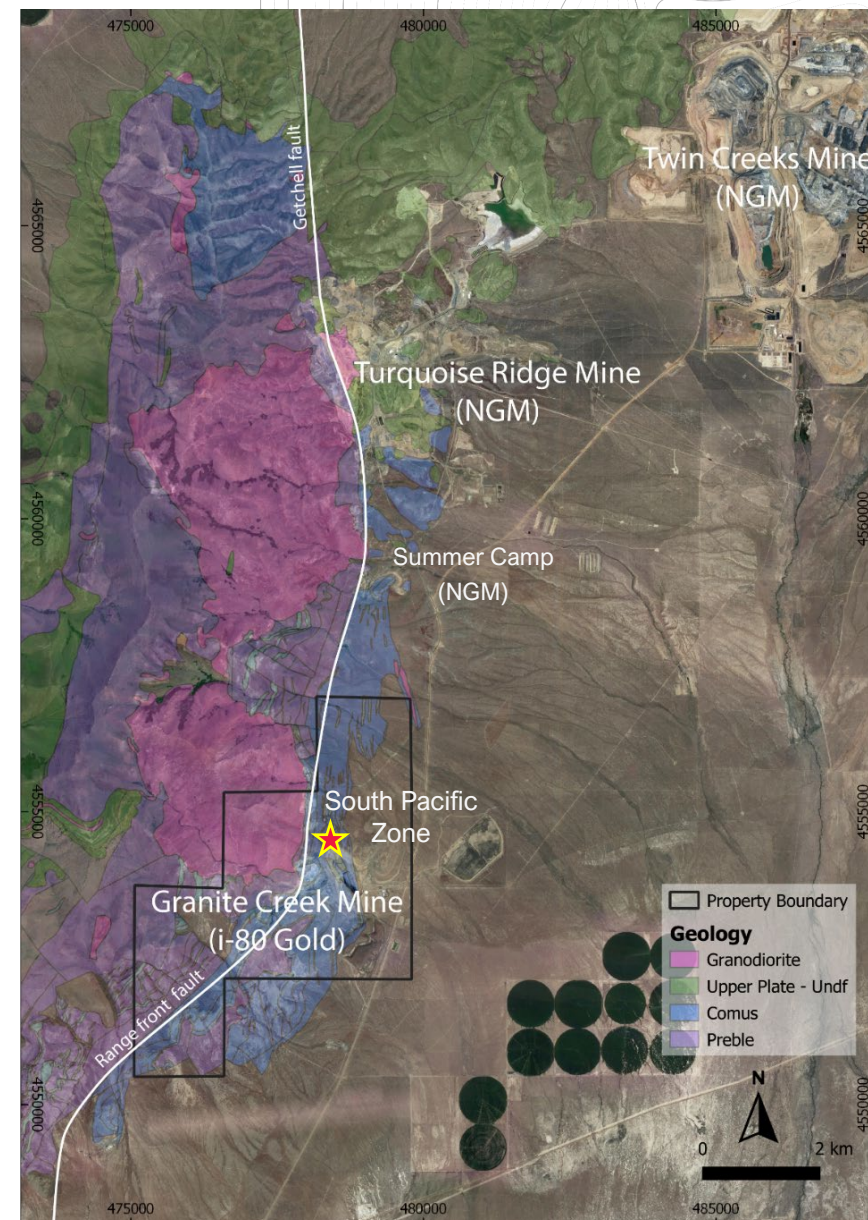 475000
480000
485000
Getchell fault
Twin Creeks Mine
(NGM)
4565000
4565000
Turquoise Ridge Mine
(NGM)
4560000
4560000
Summer Camp
(NGM)
4555000
4555000
South Pacific
Zone
Granite Creek Mine
(i-80 Gold)
Range front fault
Property Boundary
Geology
Granodiorite
Upper Plate - Undf
Comus
Preble
4550000
4550000
N
0 2 km
475000
480000
485000